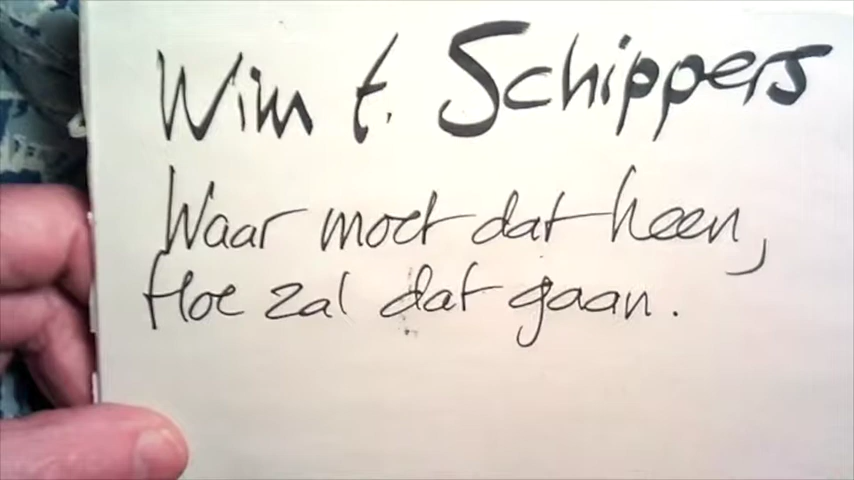 Wim t. Schippers
Waar moet dat heen,
Hoe zal dat gaan.